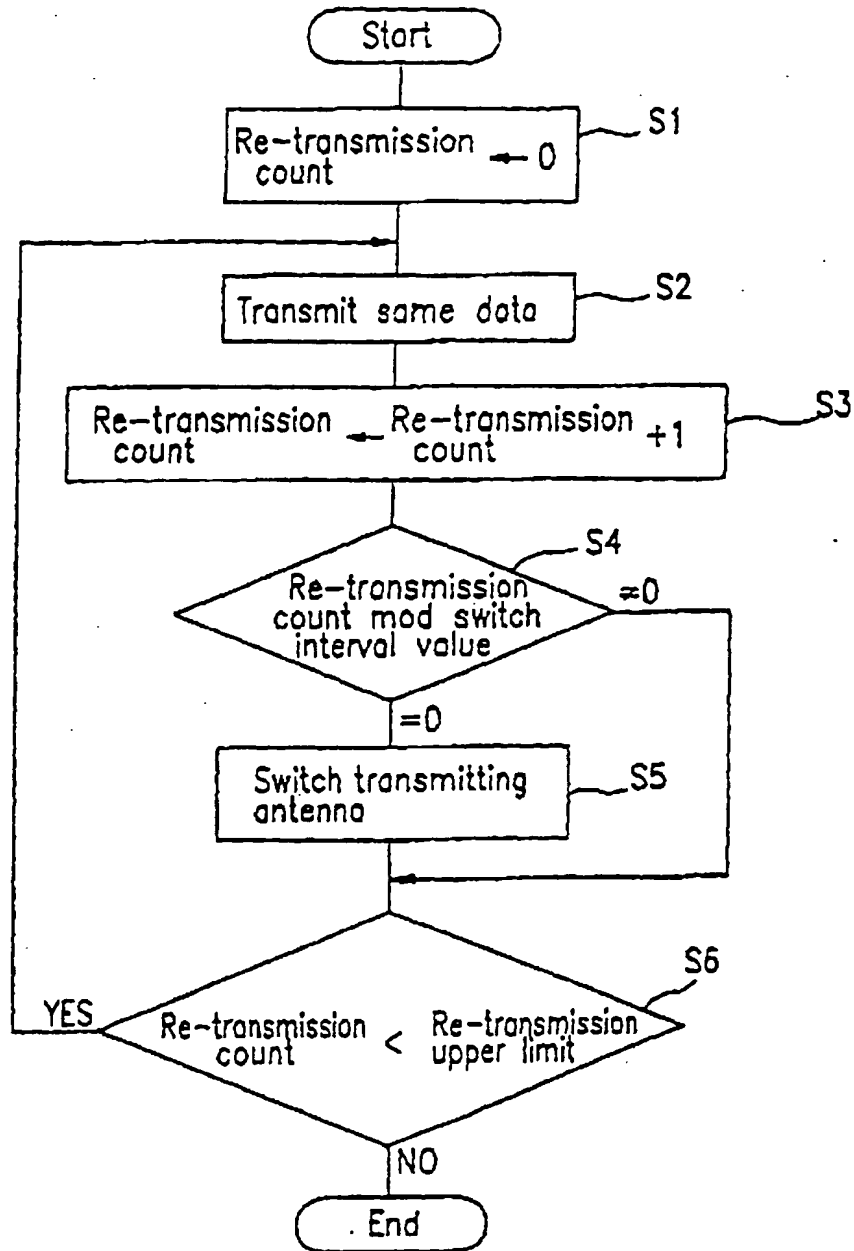 Start
Re-transmission
count ← 0
S1
Transmit same data
S2
Re-transmission
count ← Re-transmission
count +1
S3
S4
Re-transmission
count mod switch
interval value
≠0
=0
Switch transmitting
antenna
S5
S6
YES
Re-transmission
count < Re-transmission
upper limit
NO
End